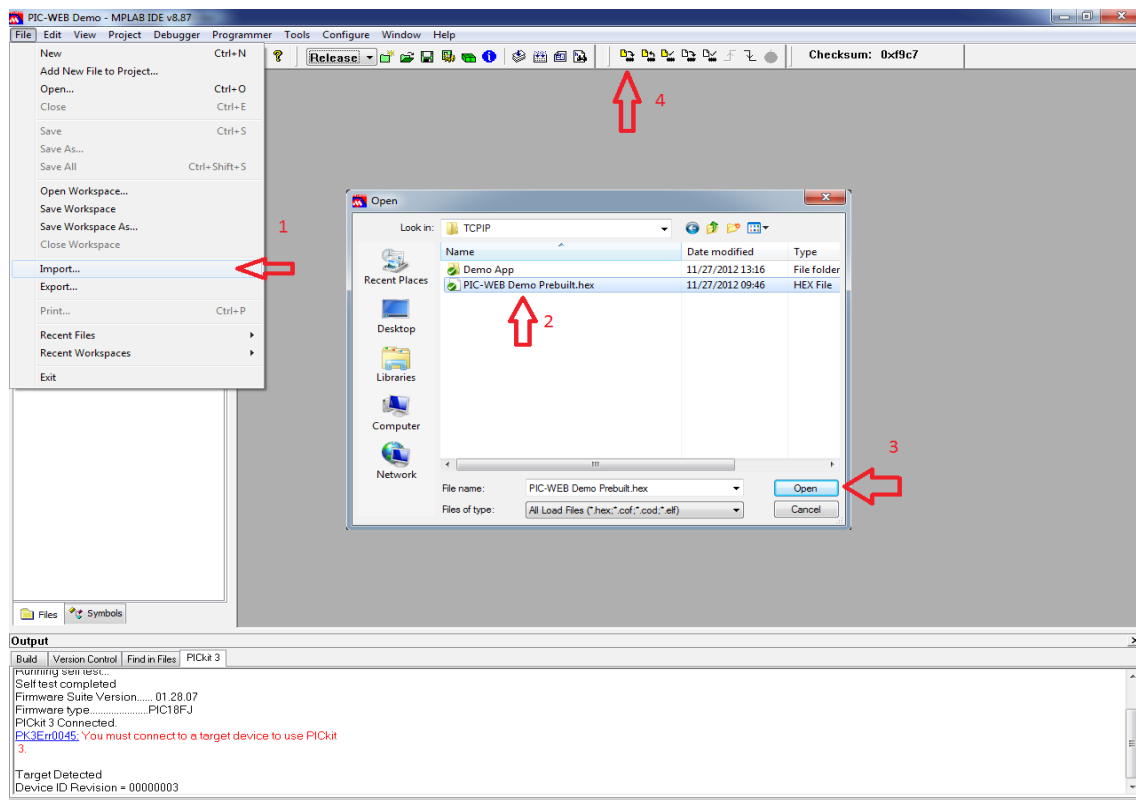 PIC-WEB Demo - MPLAB IDE v8.87
File Edit View Project Debugger Programmer Tools Configure Window Help
Release
Checksum: 0xf9c7
New Ctrl+N
Add New File to Project...
Open... Ctrl+O
Close Ctrl+E
Save Ctrl+S
Save As...
Save All Ctrl+Shift+S
Open Workspace...
Save Workspace
Save Workspace As...
Close Workspace
Import...
Export...
Print... Ctrl+P
Recent Files
Recent Workspaces
Exit
1
4
Open
Look in: TCPIP
Name Date modified Type
Demo App 11/27/2012 13:16 File folder
PIC-WEB Demo Prebuilt.hex 11/27/2012 09:46 HEX File
2
Recent Places
Desktop
Libraries
Computer
Network
3
File name: PIC-WEB Demo Prebuilt.hex Open
Files of type: All Load Files (*.hex;*.cof;*.cod;*.elf) Cancel
Files Symbols
Output
Build Version Control Find in Files PICkit 3
Running self test...
Self test completed
Firmware Suite Version...... 01.28.07
Firmware type......................PIC18FJ
PICkit 3 Connected.
PK3Err0045: You must connect to a target device to use PICkit
3.
Target Detected
Device ID Revision = 00000003